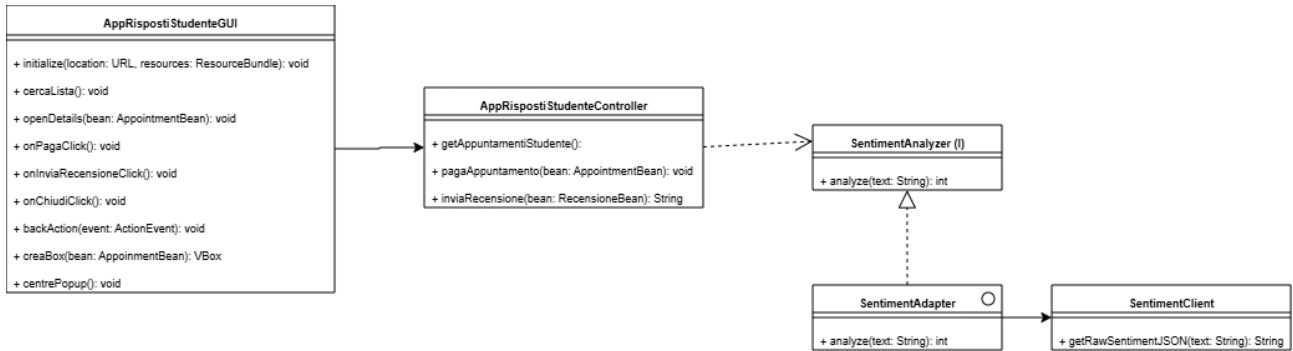 AppRispostiStudenteGUI
+ initialize(location: URL, resources: ResourceBundle): void
+ cercaLista(): void
+ openDetails(bean: AppointmentBean): void
+ onPagaClick(): void
+ onInviaRecensioneClick(): void
+ onChiudiClick(): void
+ backAction(event: ActionEvent): void
+ creaBox(bean: AppoinmentBean): VBox
+ centrePopup(): void
AppRispostiStudenteController
+ getAppuntamentiStudente():
+ pagaAppuntamento(bean: AppointmentBean): void
+ inviaRecensione(bean: RecensioneBean): String
SentimentAnalyzer (I)
+ analyze(text: String): int
SentimentAdapter
+ analyze(text: String): int
SentimentClient
+ getRawSentimentJSON(text: String): String